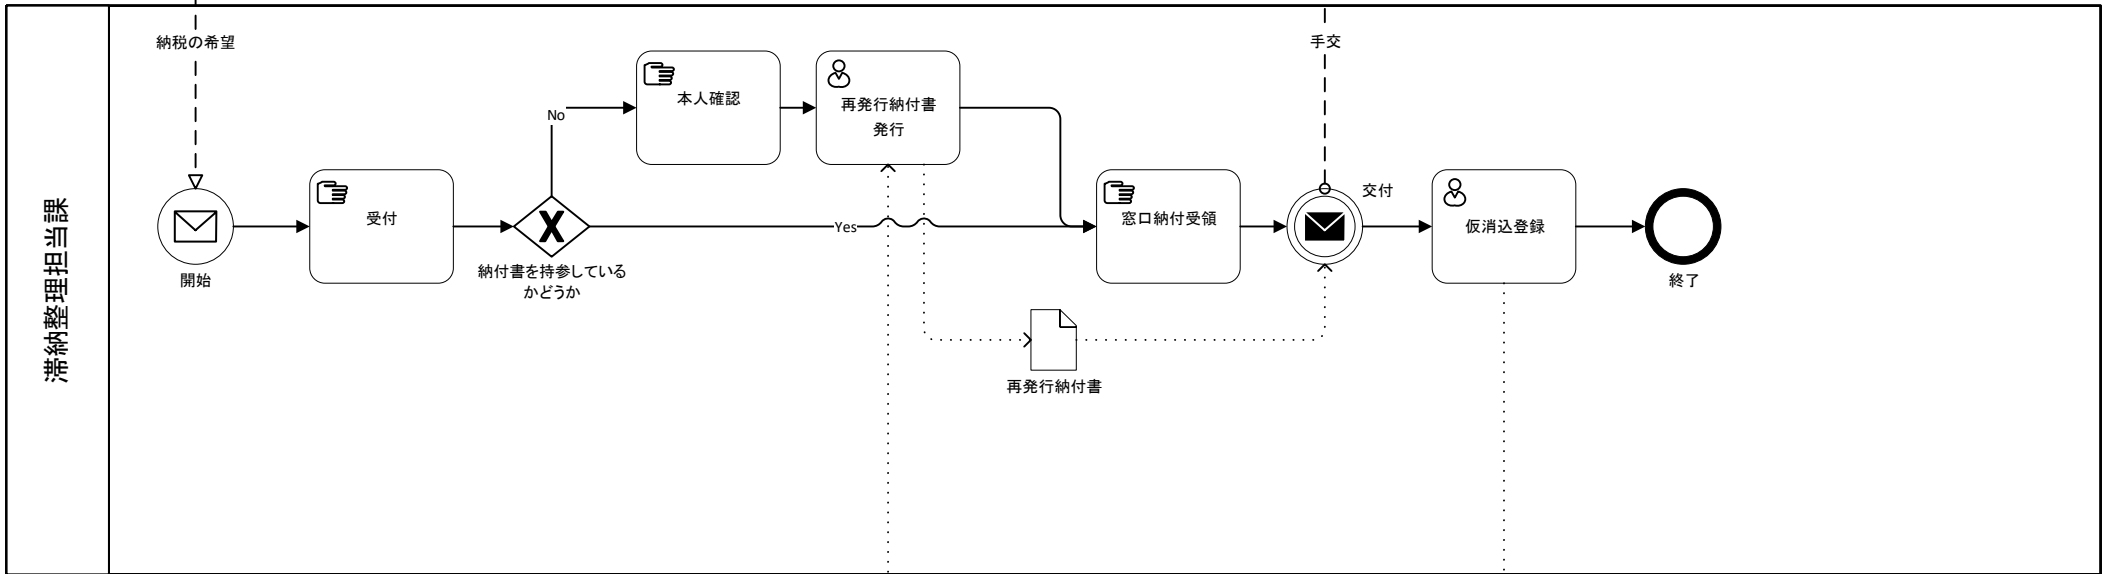 滞納整理担当課
納税の希望
手交
No
本人確認
再発行納付書
発行
受付
Yes
窓口納付受領
交付
仮消込登録
開始
納付書を持参している
かどうか
終了
再発行納付書